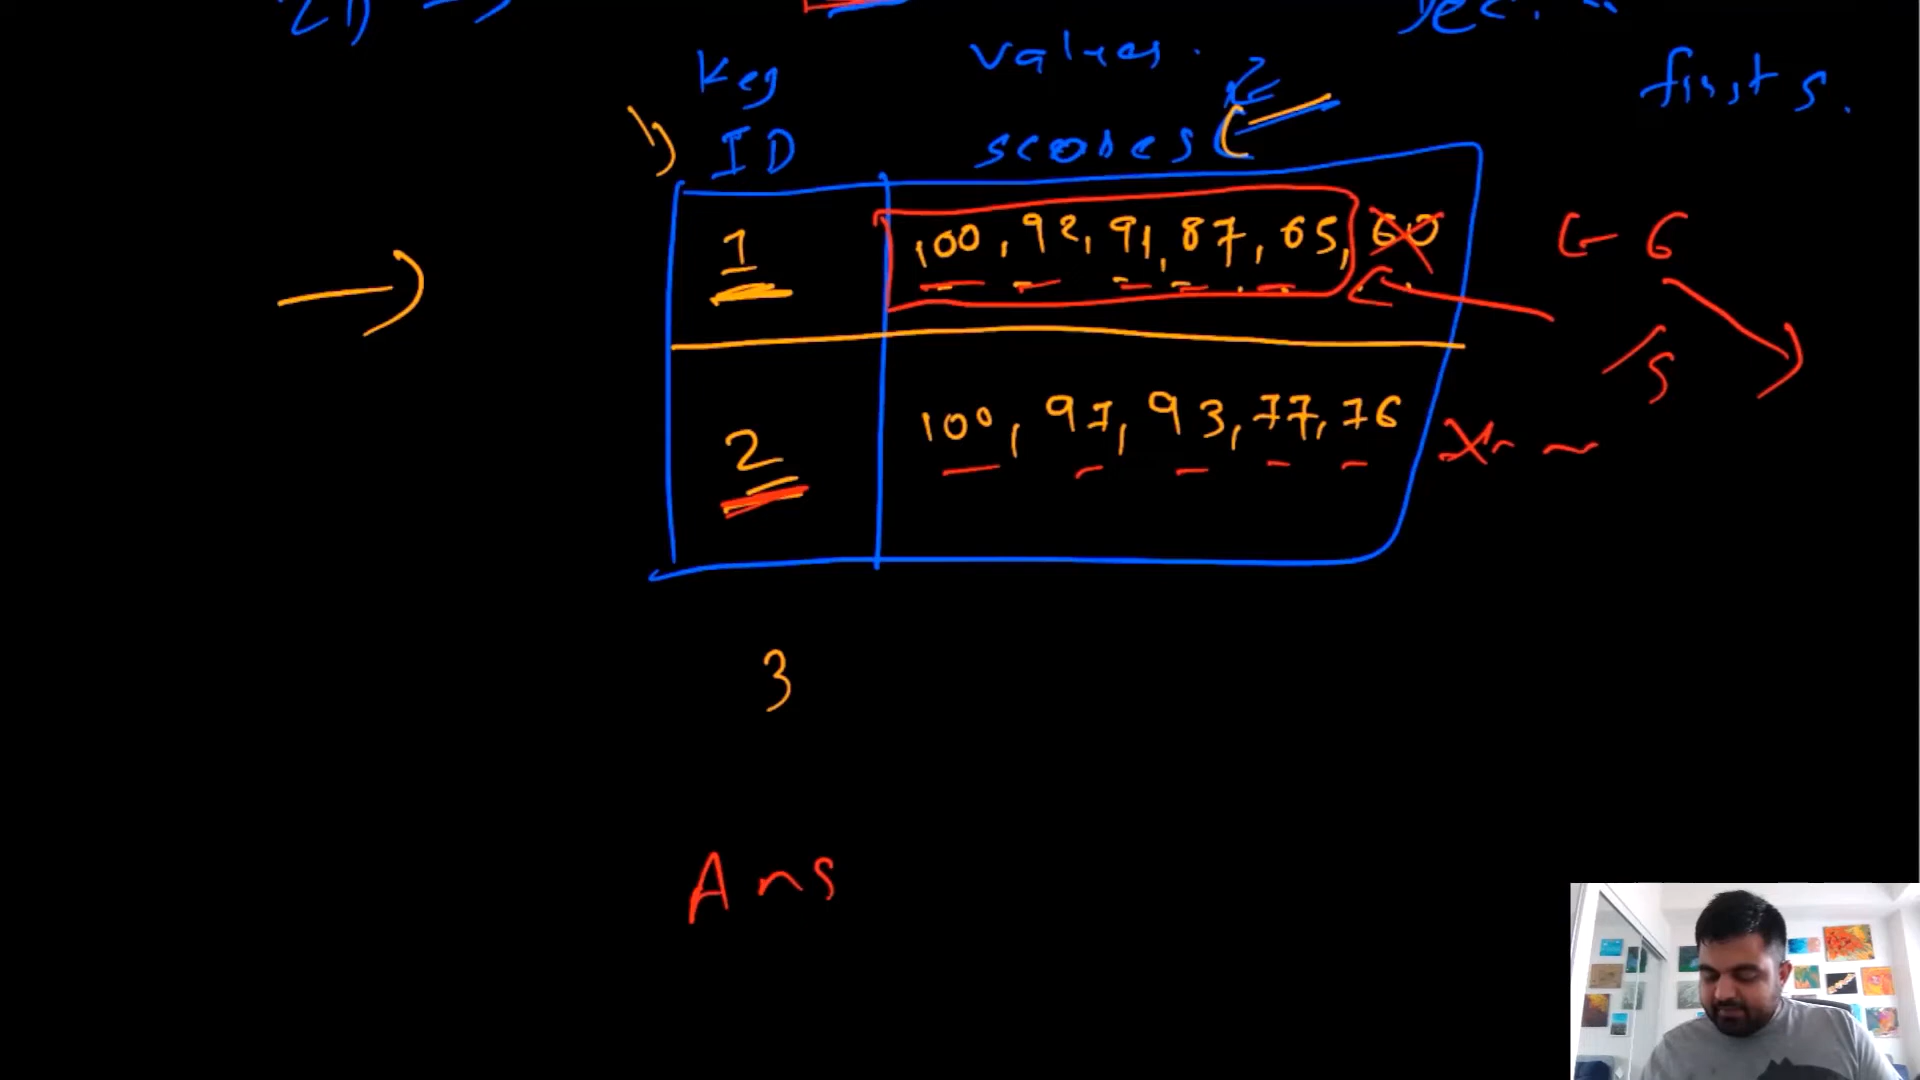 Key values.
first 5.
1) ID scores
1 100, 92, 91, 87, 65, 60 ← 6
5
2 100, 97, 93, 77, 76 X
3
Ans